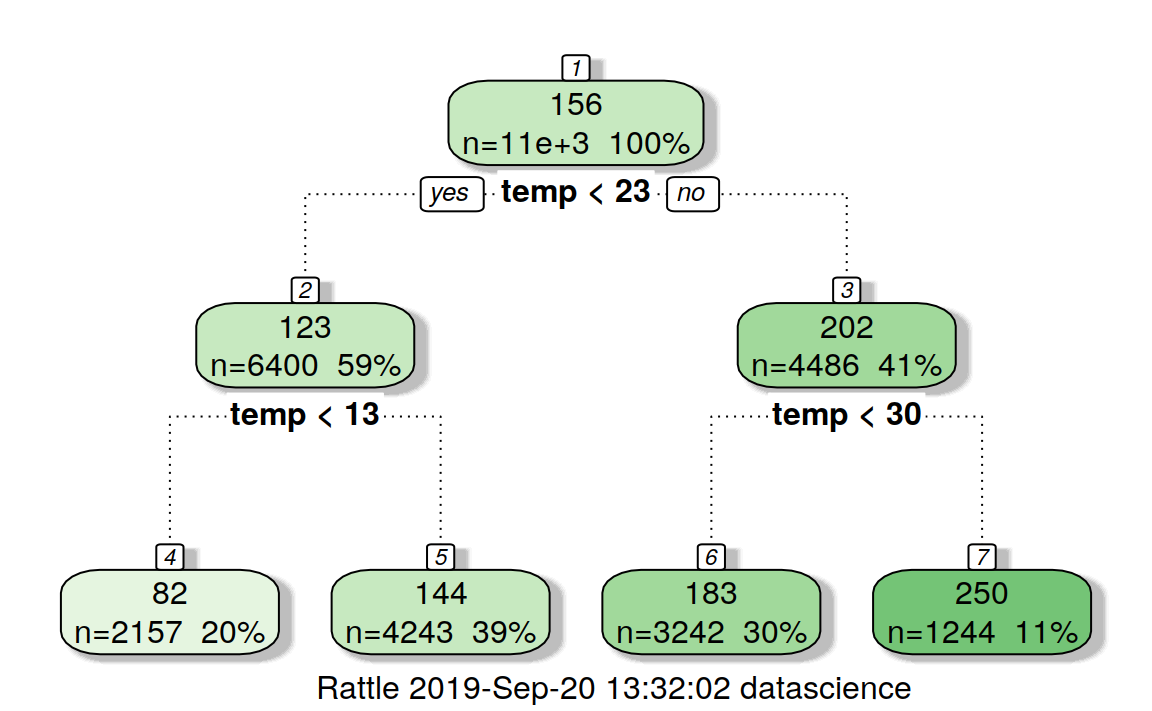 1
156
n=11e+3 100%
yes temp < 23 no
2 3
123 202
n=6400 59% n=4486 41%
temp < 13 temp < 30
4 5 6 7
82 144 183 250
n=2157 20% n=4243 39% n=3242 30% n=1244 11%
Rattle 2019-Sep-20 13:32:02 datascience